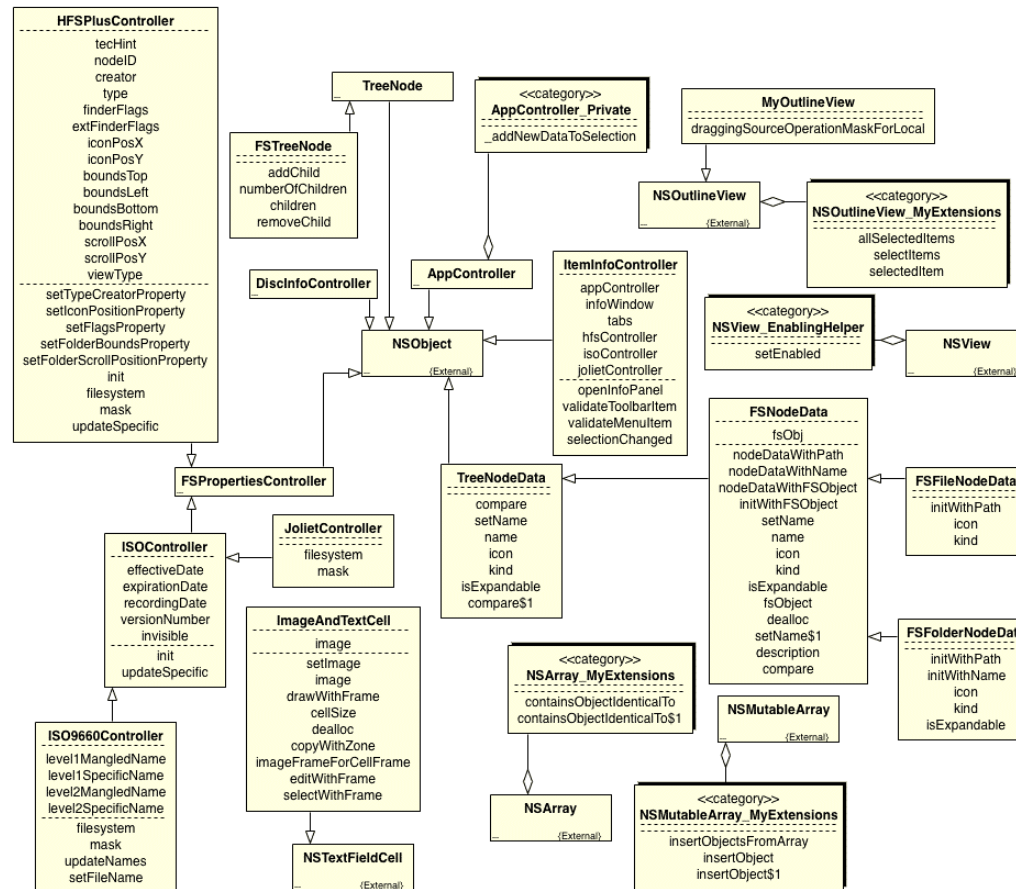 HFSPlusController
tecHint
nodeID
creator
type
finderFlags
extFinderFlags
iconPosX
iconPosY
boundsTop
boundsLeft
boundsBottom
boundsRight
scrollPosX
scrollPosY
viewType
setTypeCreatorProperty
setIconPositionProperty
setFlagsProperty
setFolderBoundsProperty
setFolderScrollPositionProperty
init
filesystem
mask
updateSpecific
TreeNode
...
FSTreeNode
addChild
numberOfChildren
children
removeChild
<<category>>
AppController_Private
_addNewDataToSelection
MyOutlineView
draggingSourceOperationMaskForLocal
NSOutlineView
... {External}
<<category>>
NSOutlineView_MyExtensions
allSelectedItems
selectItems
selectedItem
DiscInfoController
...
AppController
...
ItemInfoController
appController
infoWindow
tabs
hfsController
isoController
jolietController
openInfoPanel
validateToolbarItem
validateMenuItem
selectionChanged
<<category>>
NSView_EnablingHelper
setEnabled
NSView
... {External}
NSObject
... {External}
FSPropertiesController
...
TreeNodeData
compare
setName
name
icon
kind
isExpandable
compare$1
FSNodeData
fsObj
nodeDataWithPath
nodeDataWithName
nodeDataWithFSObject
initWithFSObject
setName
name
icon
kind
isExpandable
fsObject
dealloc
setName$1
description
compare
FSFileNodeData
initWithPath
icon
kind
FSFolderNodeDat
initWithPath
initWithName
icon
kind
isExpandable
ISOController
effectiveDate
expirationDate
recordingDate
versionNumber
invisible
init
updateSpecific
JolietController
filesystem
mask
ImageAndTextCell
image
setImage
image
drawWithFrame
cellSize
dealloc
copyWithZone
imageFrameForCellFrame
editWithFrame
selectWithFrame
<<category>>
NSArray_MyExtensions
containsObjectIdenticalTo
containsObjectIdenticalTo$1
NSMutableArray
... {External}
ISO9660Controller
level1MangledName
level1SpecificName
level2MangledName
level2SpecificName
filesystem
mask
updateNames
setFileName
NSTextFieldCell
... {External}
NSArray
... {External}
<<category>>
NSMutableArray_MyExtensions
insertObjectsFromArray
insertObject
insertObject$1